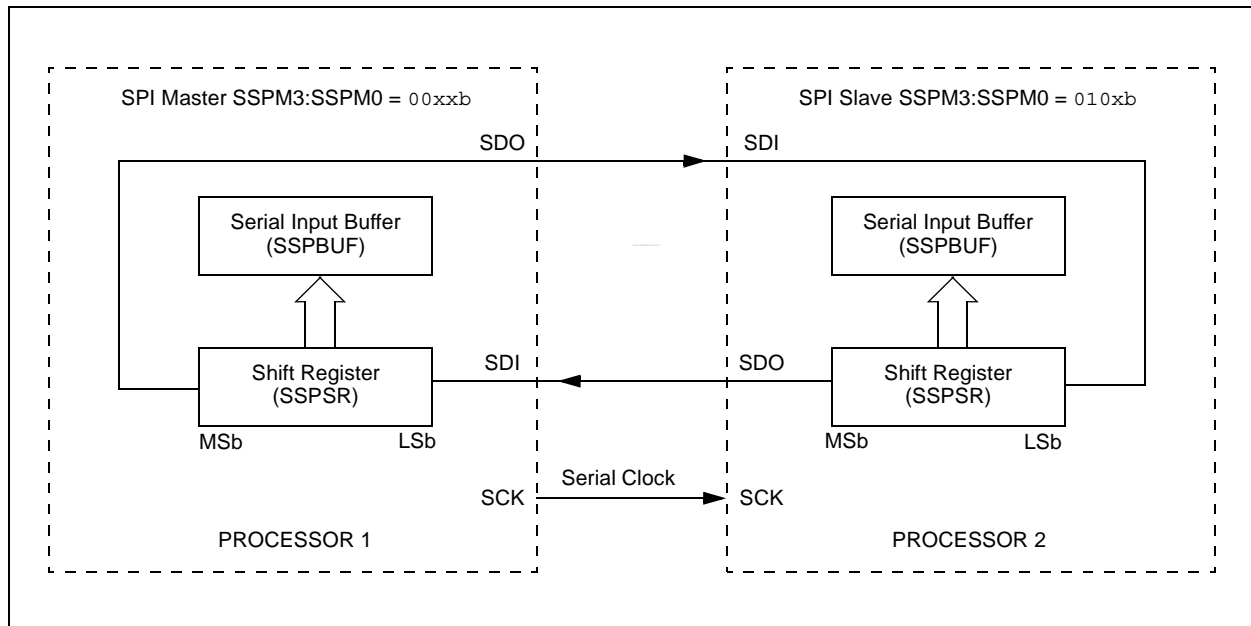 SPI Master SSPM3:SSPM0 = 00xxb
SDO
Serial Input Buffer
(SSPBUF)
Shift Register
(SSPSR)
MSb
LSb
SDI
SCK
PROCESSOR 1
Serial Clock
SPI Slave SSPM3:SSPM0 = 010xb
SDI
Serial Input Buffer
(SSPBUF)
SDO
Shift Register
(SSPSR)
MSb
LSb
SCK
PROCESSOR 2